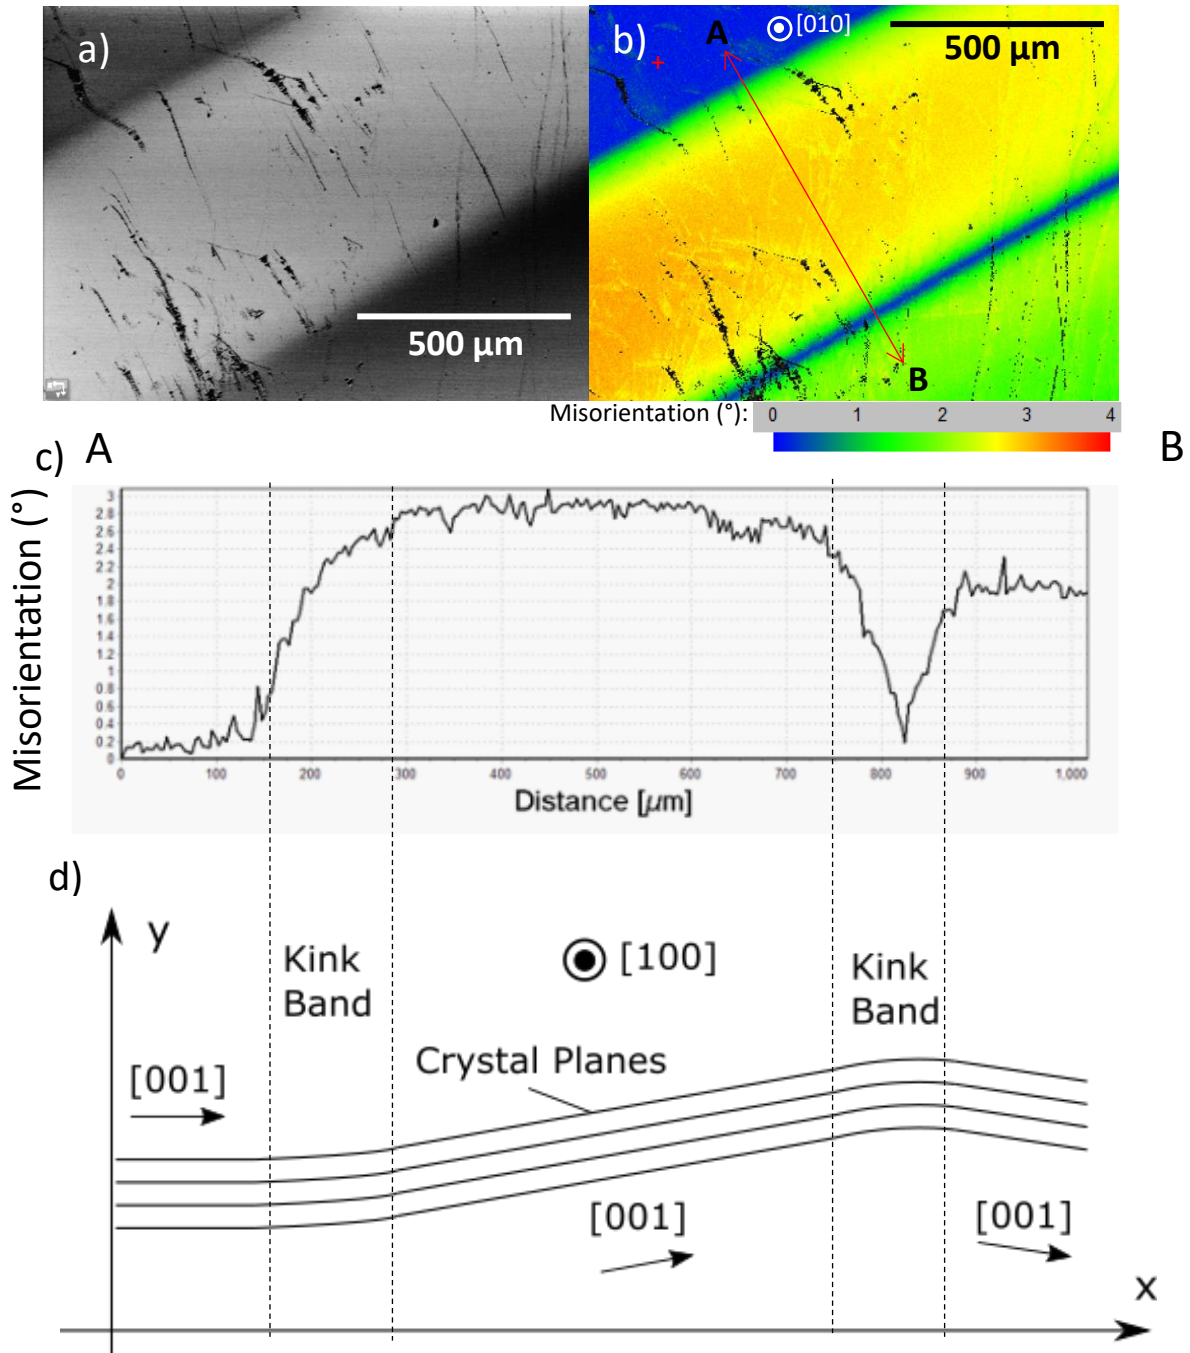 a)
500 µm
b)
A
[010]
500 µm
B
Misorientation (°):
0 1 2 3 4
c)
A
B
Misorientation (°)
3
2.8
2.6
2.4
2.2
2
1.8
1.6
1.4
1.2
1
0.8
0.6
0.4
0.2
0
0 100 200 300 400 500 600 700 800 900 1,000
Distance [µm]
d)
y
Kink
Band
[100]
Kink
Band
Crystal Planes
[001]
[001]
[001]
x